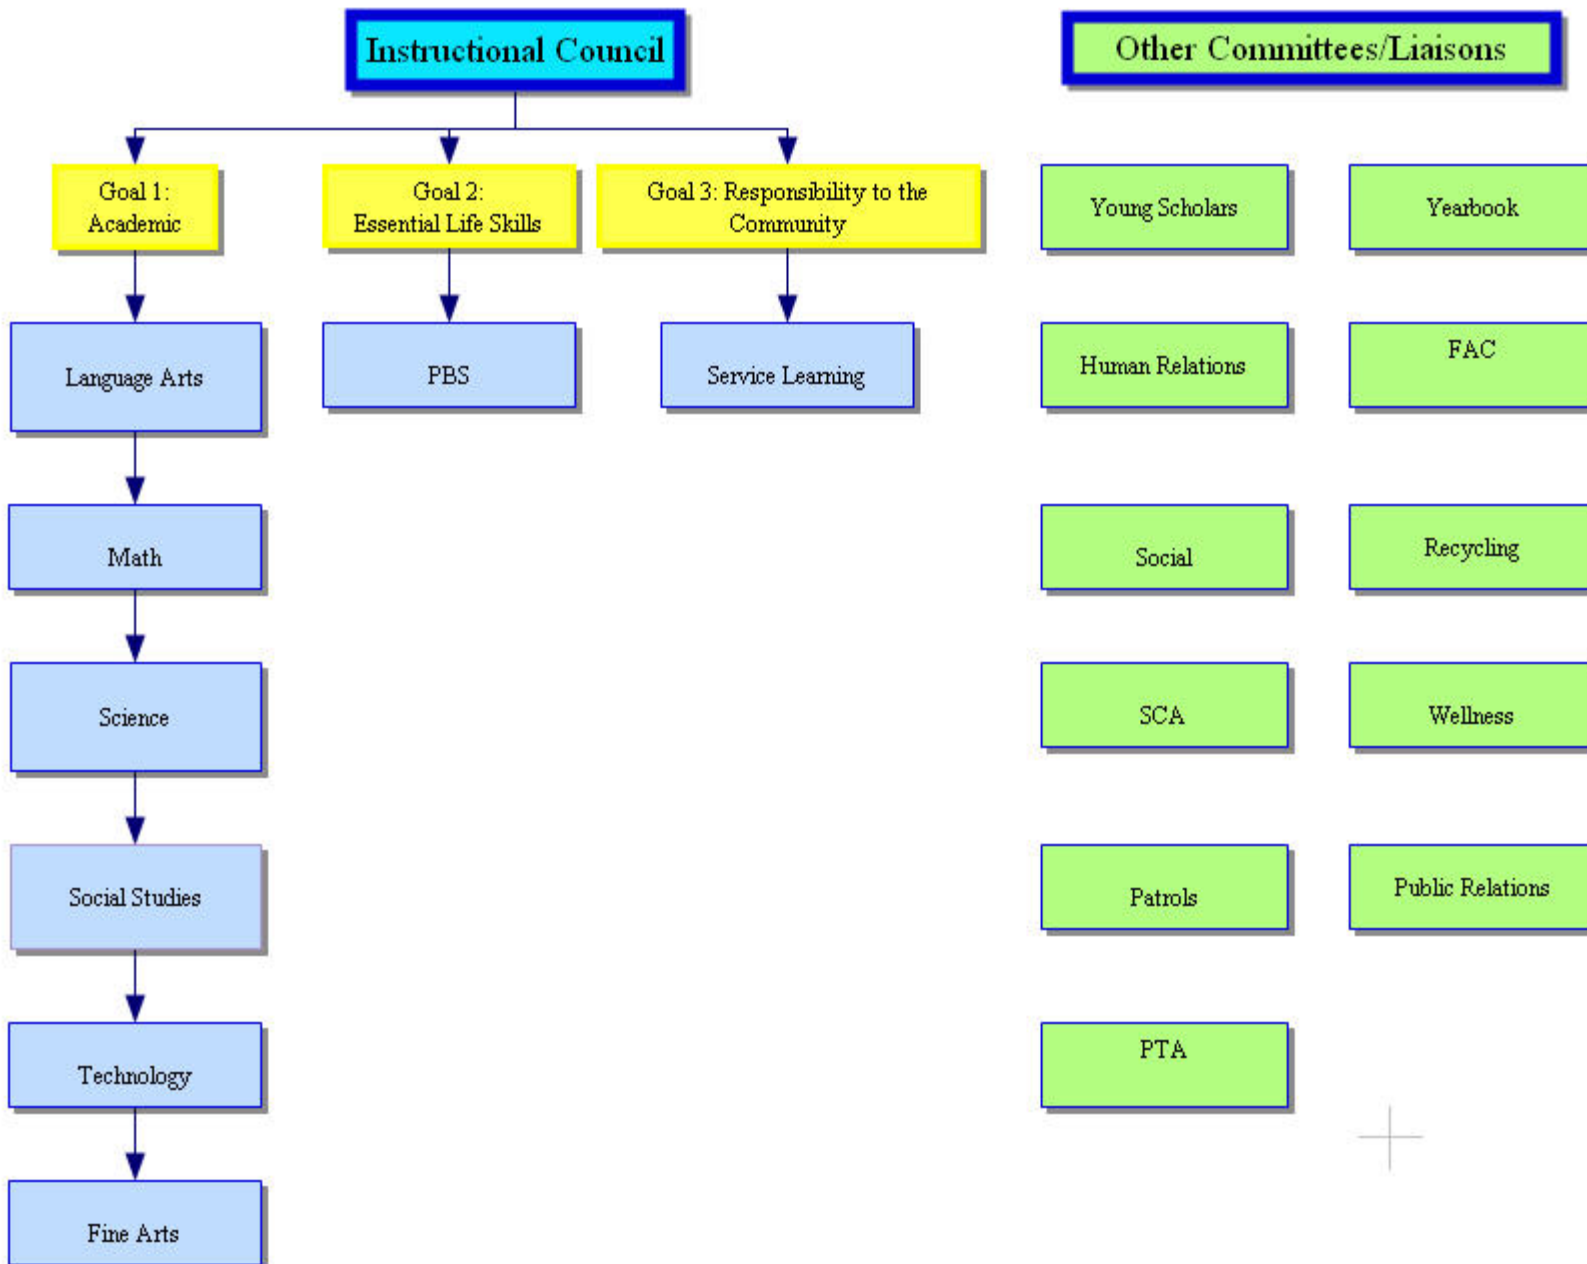 Instructional Council
Other Committees/Liaisons
Goal 1:
Academic
Goal 2:
Essential Life Skills
Goal 3: Responsibility to the
Community
Young Scholars
Yearbook
Language Arts
PBS
Service Learning
Human Relations
FAC
Math
Social
Recycling
Science
SCA
Wellness
Social Studies
Patrols
Public Relations
Technology
PTA
Fine Arts